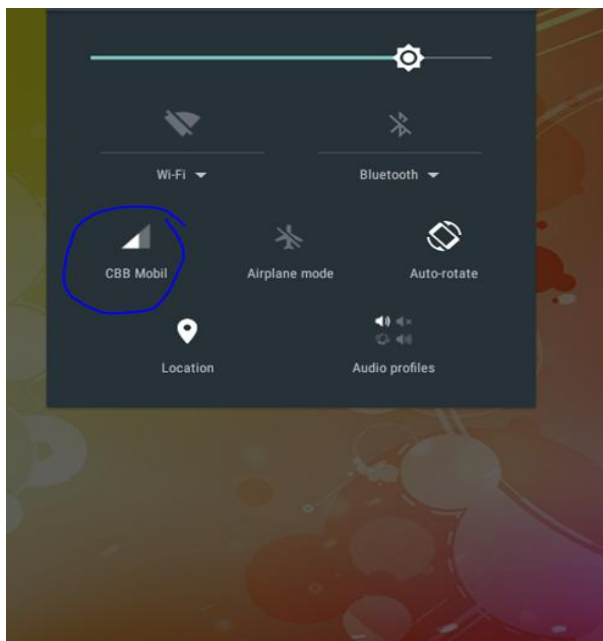 Wi-Fi
Bluetooth
CBB Mobil
Airplane mode
Auto-rotate
Location
Audio profiles